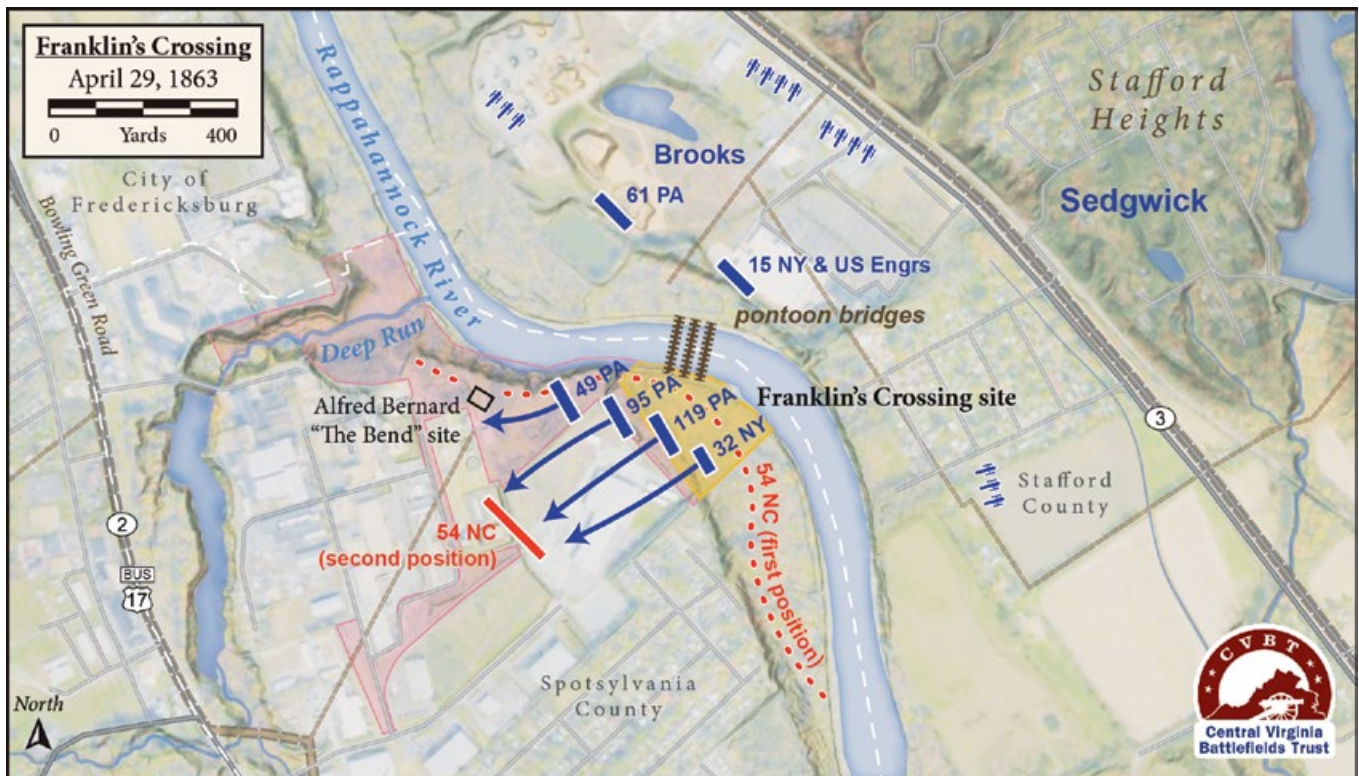 Franklin's Crossing
April 29, 1863
0 Yards 400
City of
Fredericksburg
Bowling Green Road
Rappahannock River
Stafford
Heights
Brooks
61 PA
Sedgwick
15 NY & US Engrs
pontoon bridges
Deep Run
49 PA
95 PA
119 PA
32 NY
Franklin's Crossing site
Alfred Bernard
"The Bend" site
3
54 NC
(second position)
54 NC (first position)
Stafford
County
2
BUS
17
Spotsylvania
County
North
CVBT
Central Virginia
Battlefields Trust